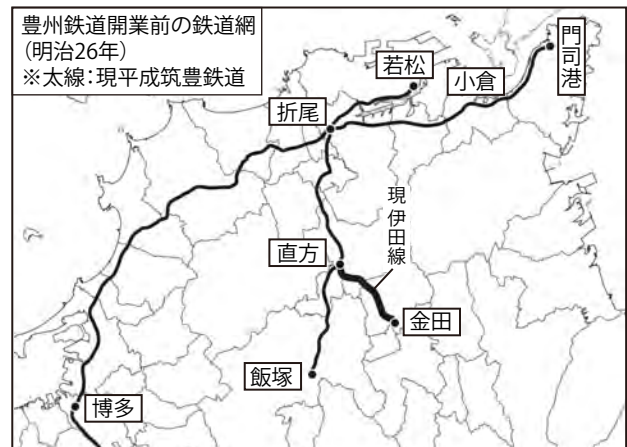 豊州鉄道開業前の鉄道網
(明治26年)
※太線:現平成筑豊鉄道
門司港
若松
小倉
折尾
現 伊田線
直方
金田
飯塚
博多